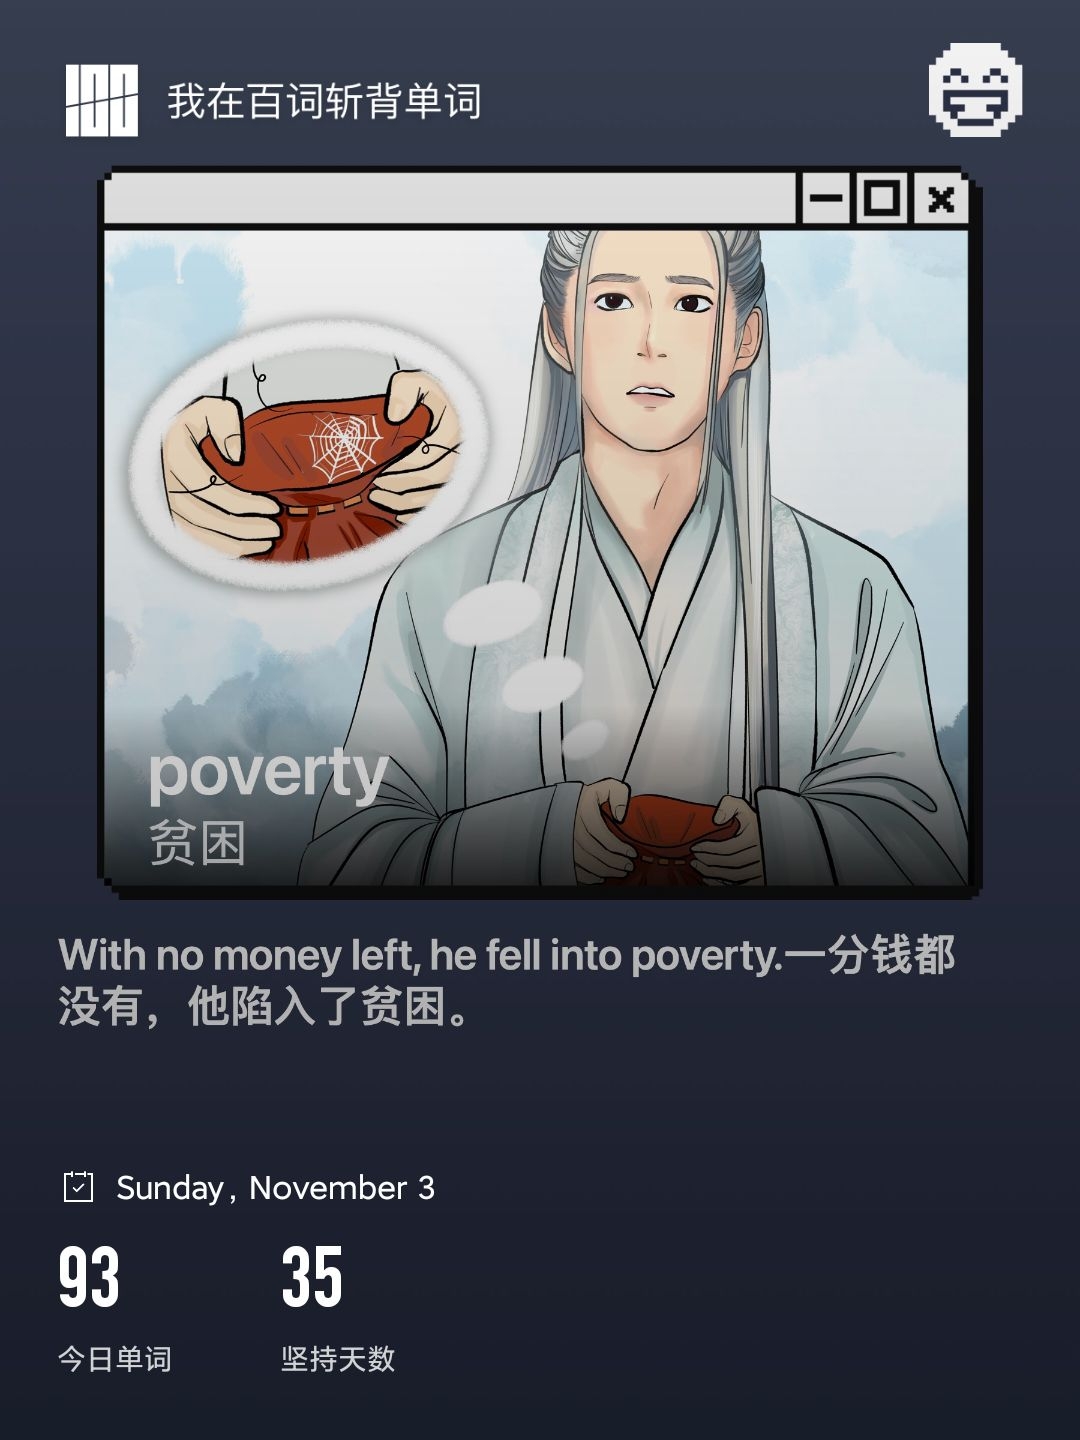 100 我在百词斩背单词
poverty
贫困
With no money left, he fell into poverty.一分钱都
没有，他陷入了贫困。
Sunday, November 3
93 35
今日单词 坚持天数